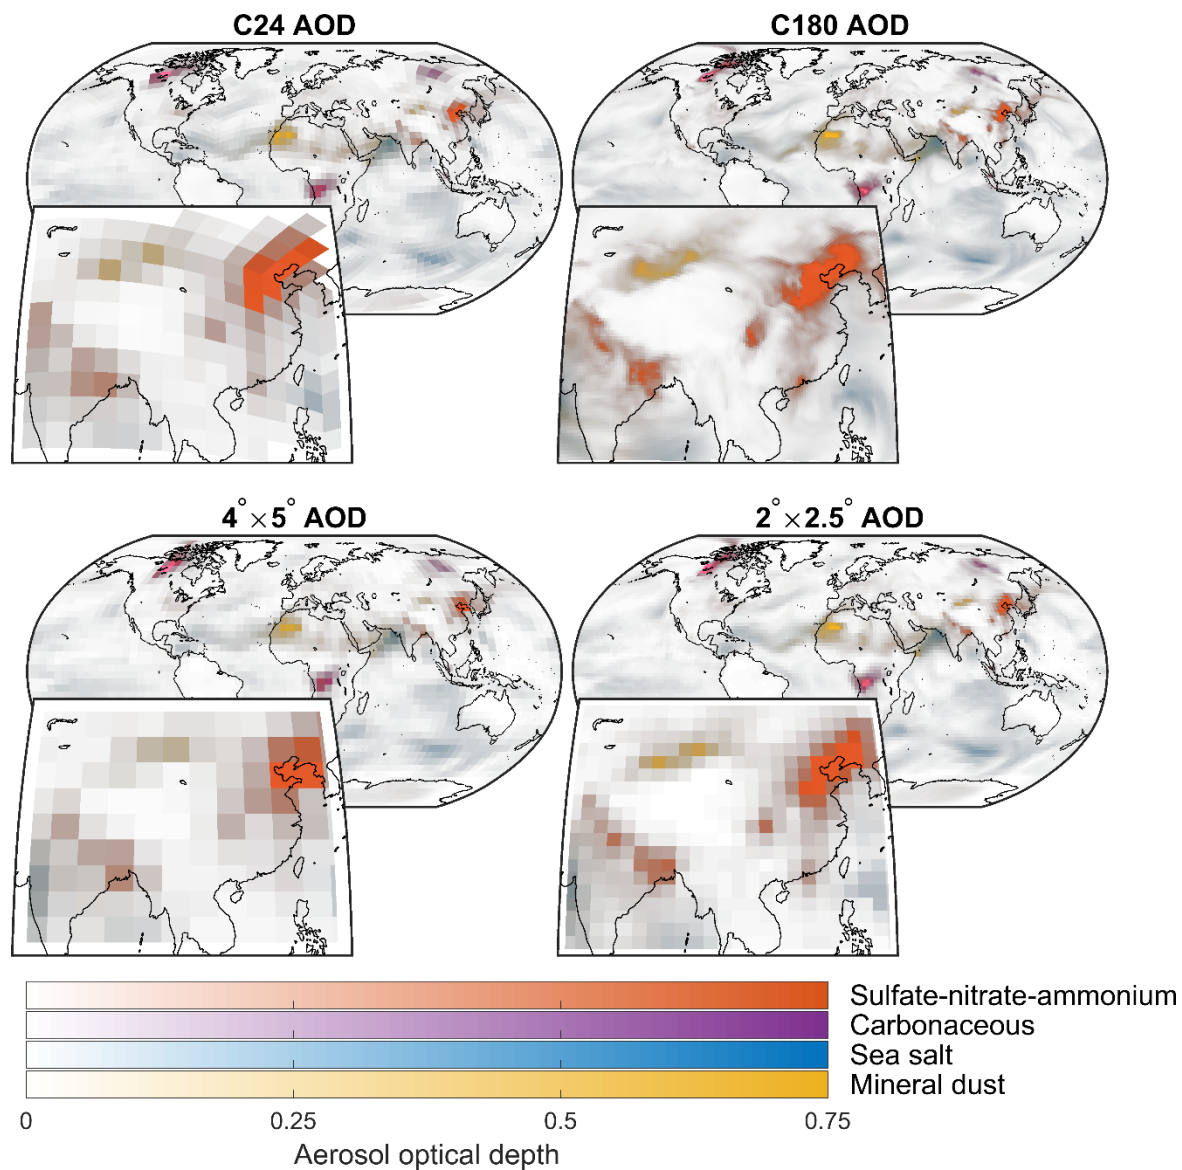 C24 AOD
C180 AOD
4°×5° AOD
2°×2.5° AOD
Sulfate-nitrate-ammonium
Carbonaceous
Sea salt
Mineral dust
0 0.25 0.5 0.75
Aerosol optical depth